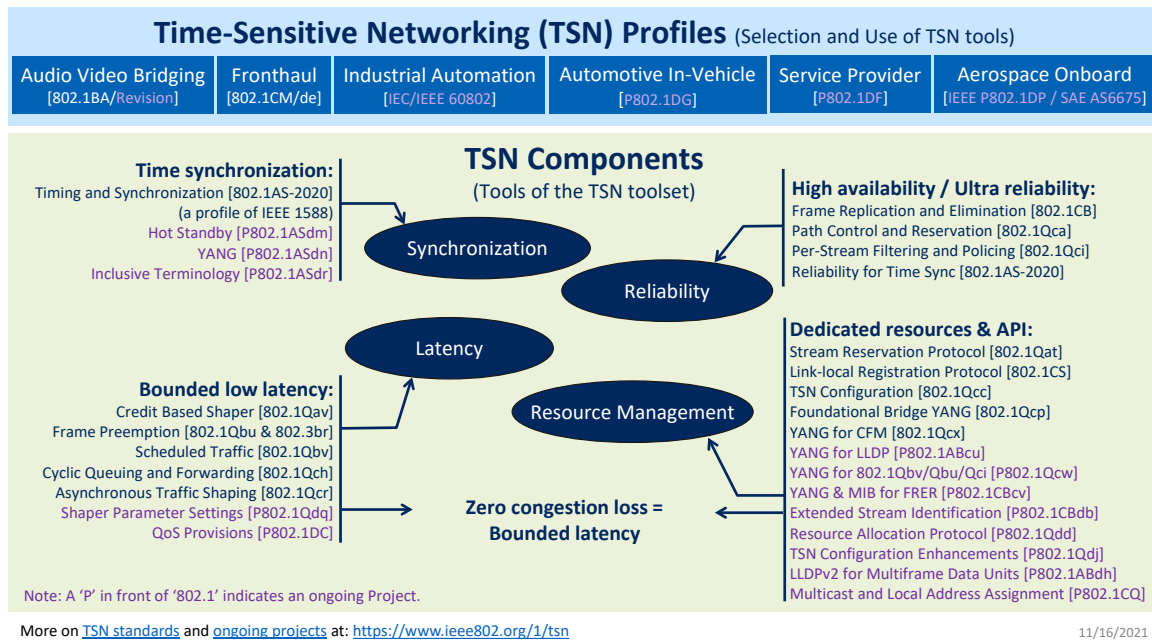 Time-Sensitive Networking (TSN) Profiles (Selection and Use of TSN tools)
Audio Video Bridging
[802.1BA/Revision]
Fronthaul
[802.1CM/de]
Industrial Automation
[IEC/IEEE 60802]
Automotive In-Vehicle
[P802.1DG]
Service Provider
[P802.1DF]
Aerospace Onboard
[IEEE P802.1DP / SAE AS6675]
TSN Components
(Tools of the TSN toolset)
Time synchronization:
Timing and Synchronization [802.1AS-2020]
(a profile of IEEE 1588)
Hot Standby [P802.1ASdm]
YANG [P802.1ASdn]
Inclusive Terminology [P802.1ASdr]
Synchronization
High availability / Ultra reliability:
Frame Replication and Elimination [802.1CB]
Path Control and Reservation [802.1Qca]
Per-Stream Filtering and Policing [802.1Qci]
Reliability for Time Sync [802.1AS-2020]
Reliability
Latency
Bounded low latency:
Credit Based Shaper [802.1Qav]
Frame Preemption [802.1Qbu & 802.3br]
Scheduled Traffic [802.1Qbv]
Cyclic Queuing and Forwarding [802.1Qch]
Asynchronous Traffic Shaping [802.1Qcr]
Shaper Parameter Settings [P802.1Qdq]
QoS Provisions [P802.1DC]
Resource Management
Dedicated resources & API:
Stream Reservation Protocol [802.1Qat]
Link-local Registration Protocol [802.1CS]
TSN Configuration [802.1Qcc]
Foundational Bridge YANG [802.1Qcp]
YANG for CFM [802.1Qcx]
YANG for LLDP [P802.1ABcu]
YANG for 802.1Qbv/Qbu/Qci [P802.1Qcw]
YANG & MIB for FRER [P802.1CBcv]
Extended Stream Identification [P802.1CBdb]
Resource Allocation Protocol [P802.1Qdd]
TSN Configuration Enhancements [P802.1Qdj]
LLDPv2 for Multiframe Data Units [P802.1ABdh]
Multicast and Local Address Assignment [P802.1CQ]
Zero congestion loss =
Bounded latency
Note: A ‘P’ in front of ‘802.1’ indicates an ongoing Project.
More on TSN standards and ongoing projects at: https://www.ieee802.org/1/tsn
11/16/2021